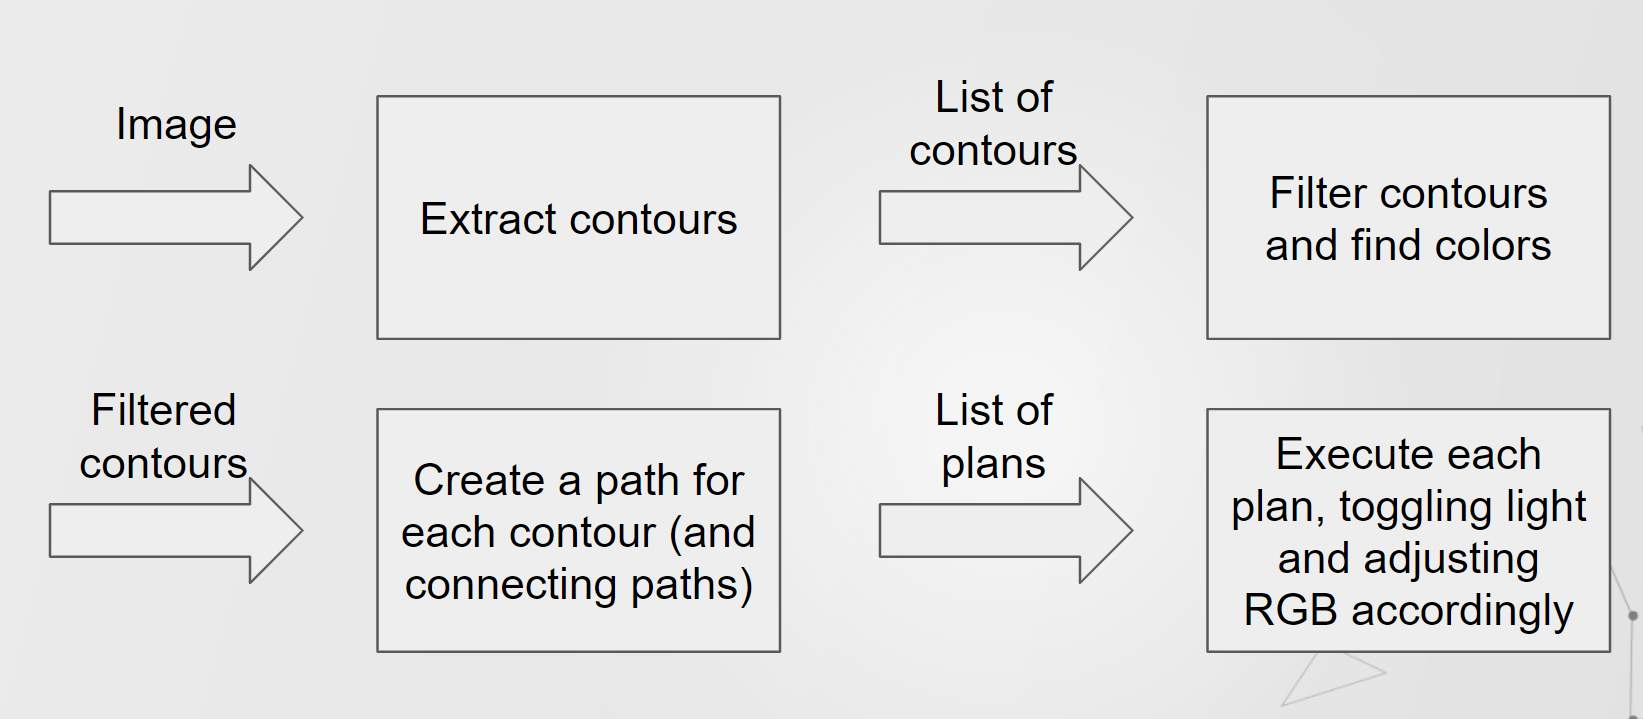 Image
Extract contours
List of
contours
Filter contours
and find colors
Filtered
contours
Create a path for
each contour (and
connecting paths)
List of
plans
Execute each
plan, toggling light
and adjusting
RGB accordingly